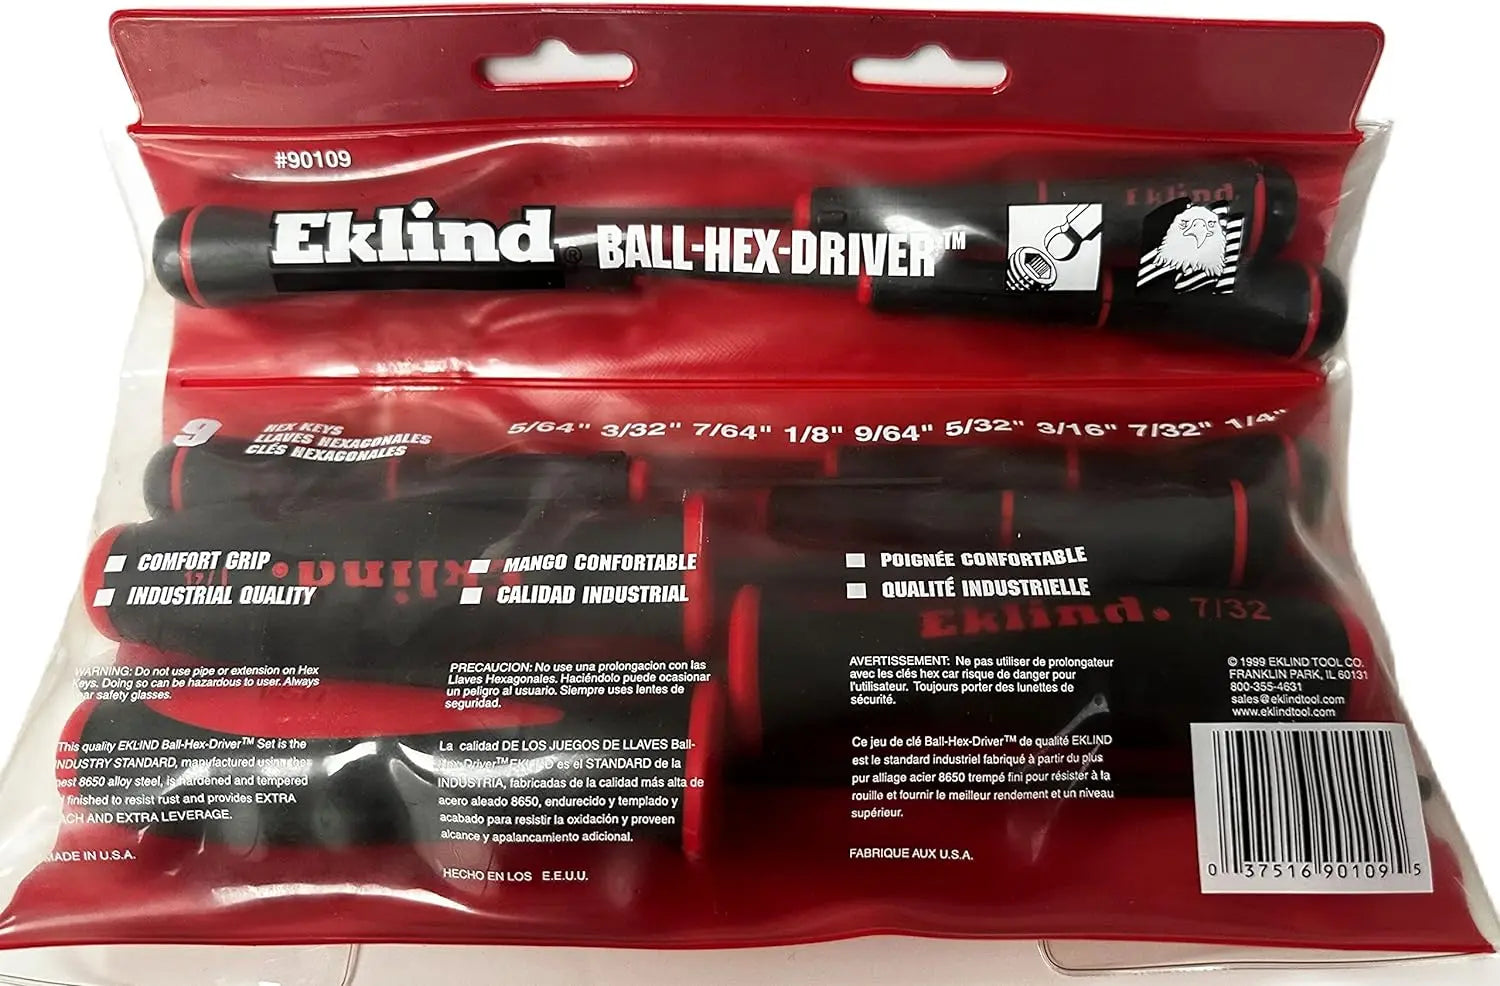 #90109
Eklind® BALL-HEX-DRIVER™
Eklind
9 HEX KEYS
LLAVES HEXAGONALES
CLÉS HEXAGONALES
5/64" 3/32" 7/64" 1/8" 9/64" 5/32" 3/16" 7/32" 1/4"
COMFORT GRIP
INDUSTRIAL QUALITY
MANGO CONFORTABLE
CALIDAD INDUSTRIAL
POIGNÉE CONFORTABLE
QUALITÉ INDUSTRIELLE
Eklind.
Eklind. 7/32
WARNING: Do not use pipe or extension on Hex
Keys. Doing so can be hazardous to user. Always
ear safety glasses.
PRECAUCION: No use una prolongacion con las
Llaves Hexagonales. Haciéndolo puede ocasionar
un peligro al usuario. Siempre uses lentes de
seguridad.
AVERTISSEMENT: Ne pas utiliser de prolongateur
avec les clés hex car risque de danger pour
l'utilisateur. Toujours porter des lunettes de
sécurité.
© 1999 EKLIND TOOL CO.
FRANKLIN PARK, IL 60131
800-355-4631
sales@eklindtool.com
www.eklindtool.com
This quality EKLIND Ball-Hex-Driver™ Set is the
INDUSTRY STANDARD, manufactured using the
nest 8650 alloy steel, is hardened and tempered
finished to resist rust and provides EXTRA
ACH AND EXTRA LEVERAGE.
MADE IN U.S.A.
La calidad DE LOS JUEGOS DE LLAVES Ball-
Hex-Driver™ EKLIND es el STANDARD de la
INDUSTRIA, fabricadas de la calidad más alta de
acero aleado 8650, endurecido y templado y
acabado para resistir la oxidación y proveen
alcance y apalancamiento adicional.
HECHO EN LOS E.E.U.U.
Ce jeu de clé Ball-Hex-Driver™ de qualité EKLIND
est le standard industriel fabriqué à partir du plus
pur alliage acier 8650 trempé fini pour résister à la
rouille et fournir le meilleur rendement et un niveau
supérieur.
FABRIQUE AUX U.S.A.
0 37516 90109 5